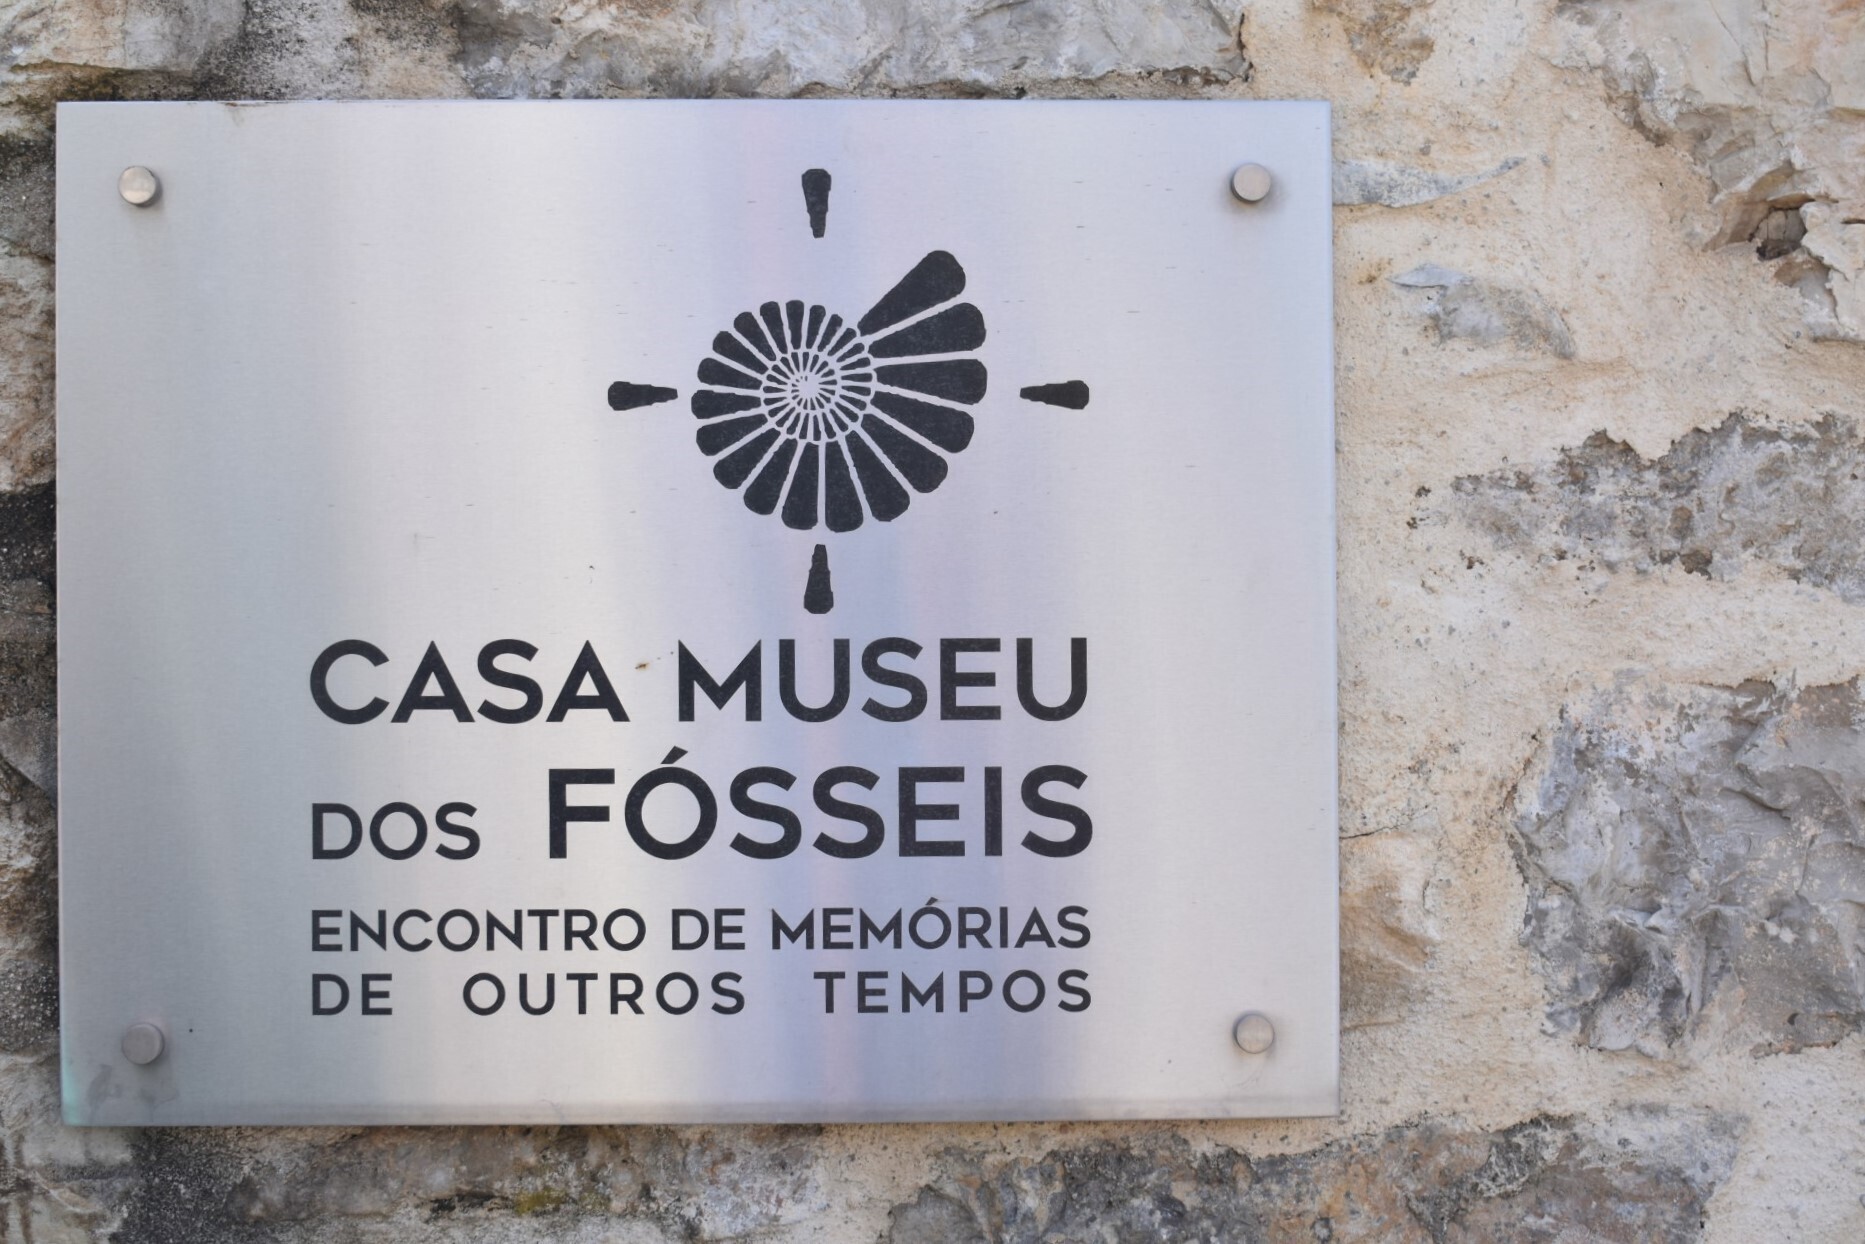 CASA MUSEU
DOS FÓSSEIS
ENCONTRO DE MEMÓRIAS
DE OUTROS TEMPOS